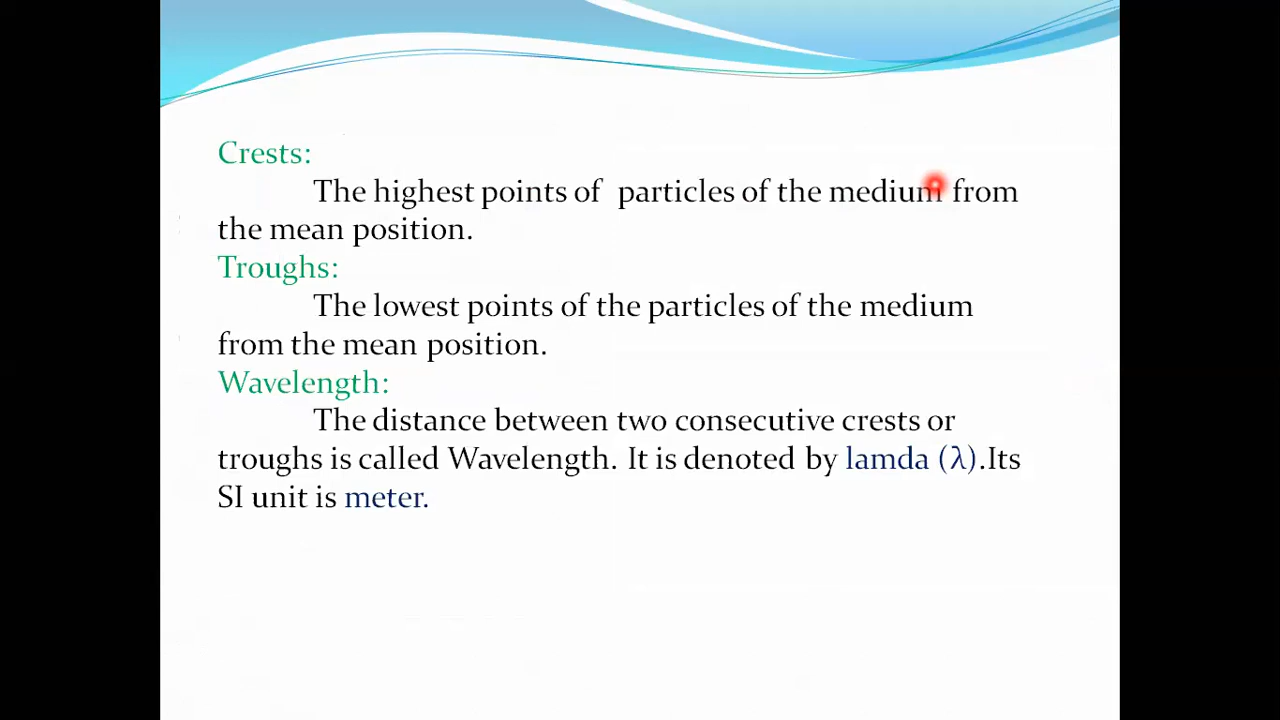 Crests:
The highest points of particles of the medium from
the mean position.
Troughs:
The lowest points of the particles of the medium
from the mean position.
Wavelength:
The distance between two consecutive crests or
troughs is called Wavelength. It is denoted by lamda (λ).Its
SI unit is meter.